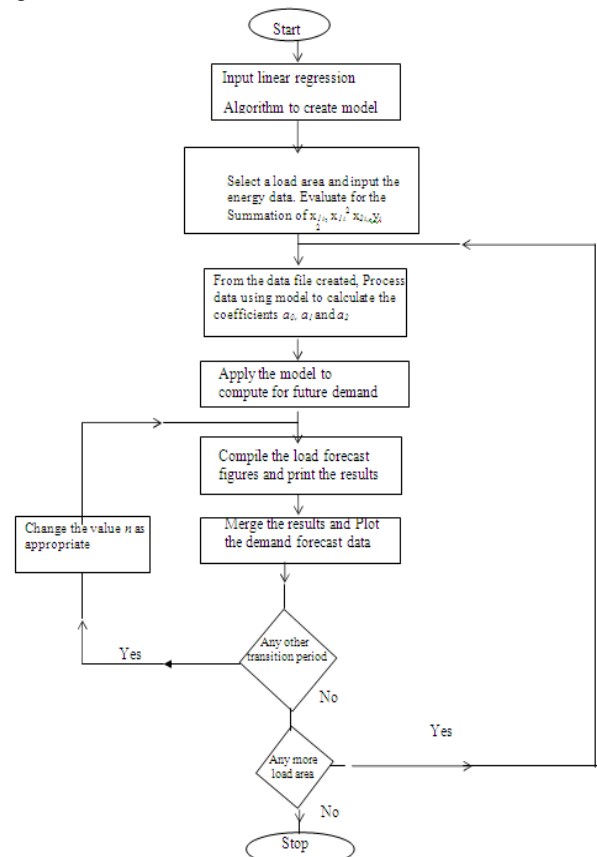 Start
Input linear regression
Algorithm to create model
Select a load area and input the
energy data. Evaluate for the
Summation of x₁ᵢ, x₁ᵢ² x₂ᵢ, yᵢ
2
From the data file created, Process
data using model to calculate the
coefficients a₀, a₁ and a₂
Apply the model to
compute for future demand
Compile the load forecast
figures and print the results
Merge the results and Plot
the demand forecast data
Change the value n as
appropriate
Any other
transition period
Yes
No
Yes
Any more
load area
No
Stop